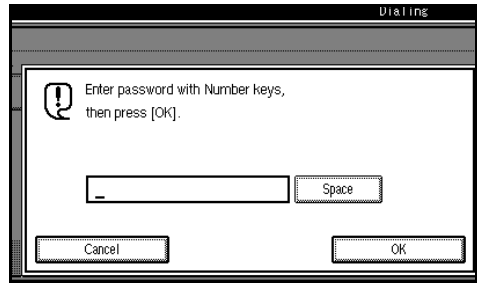 Dialing
Enter password with Number keys,
then press [OK].
_
Space
Cancel
OK